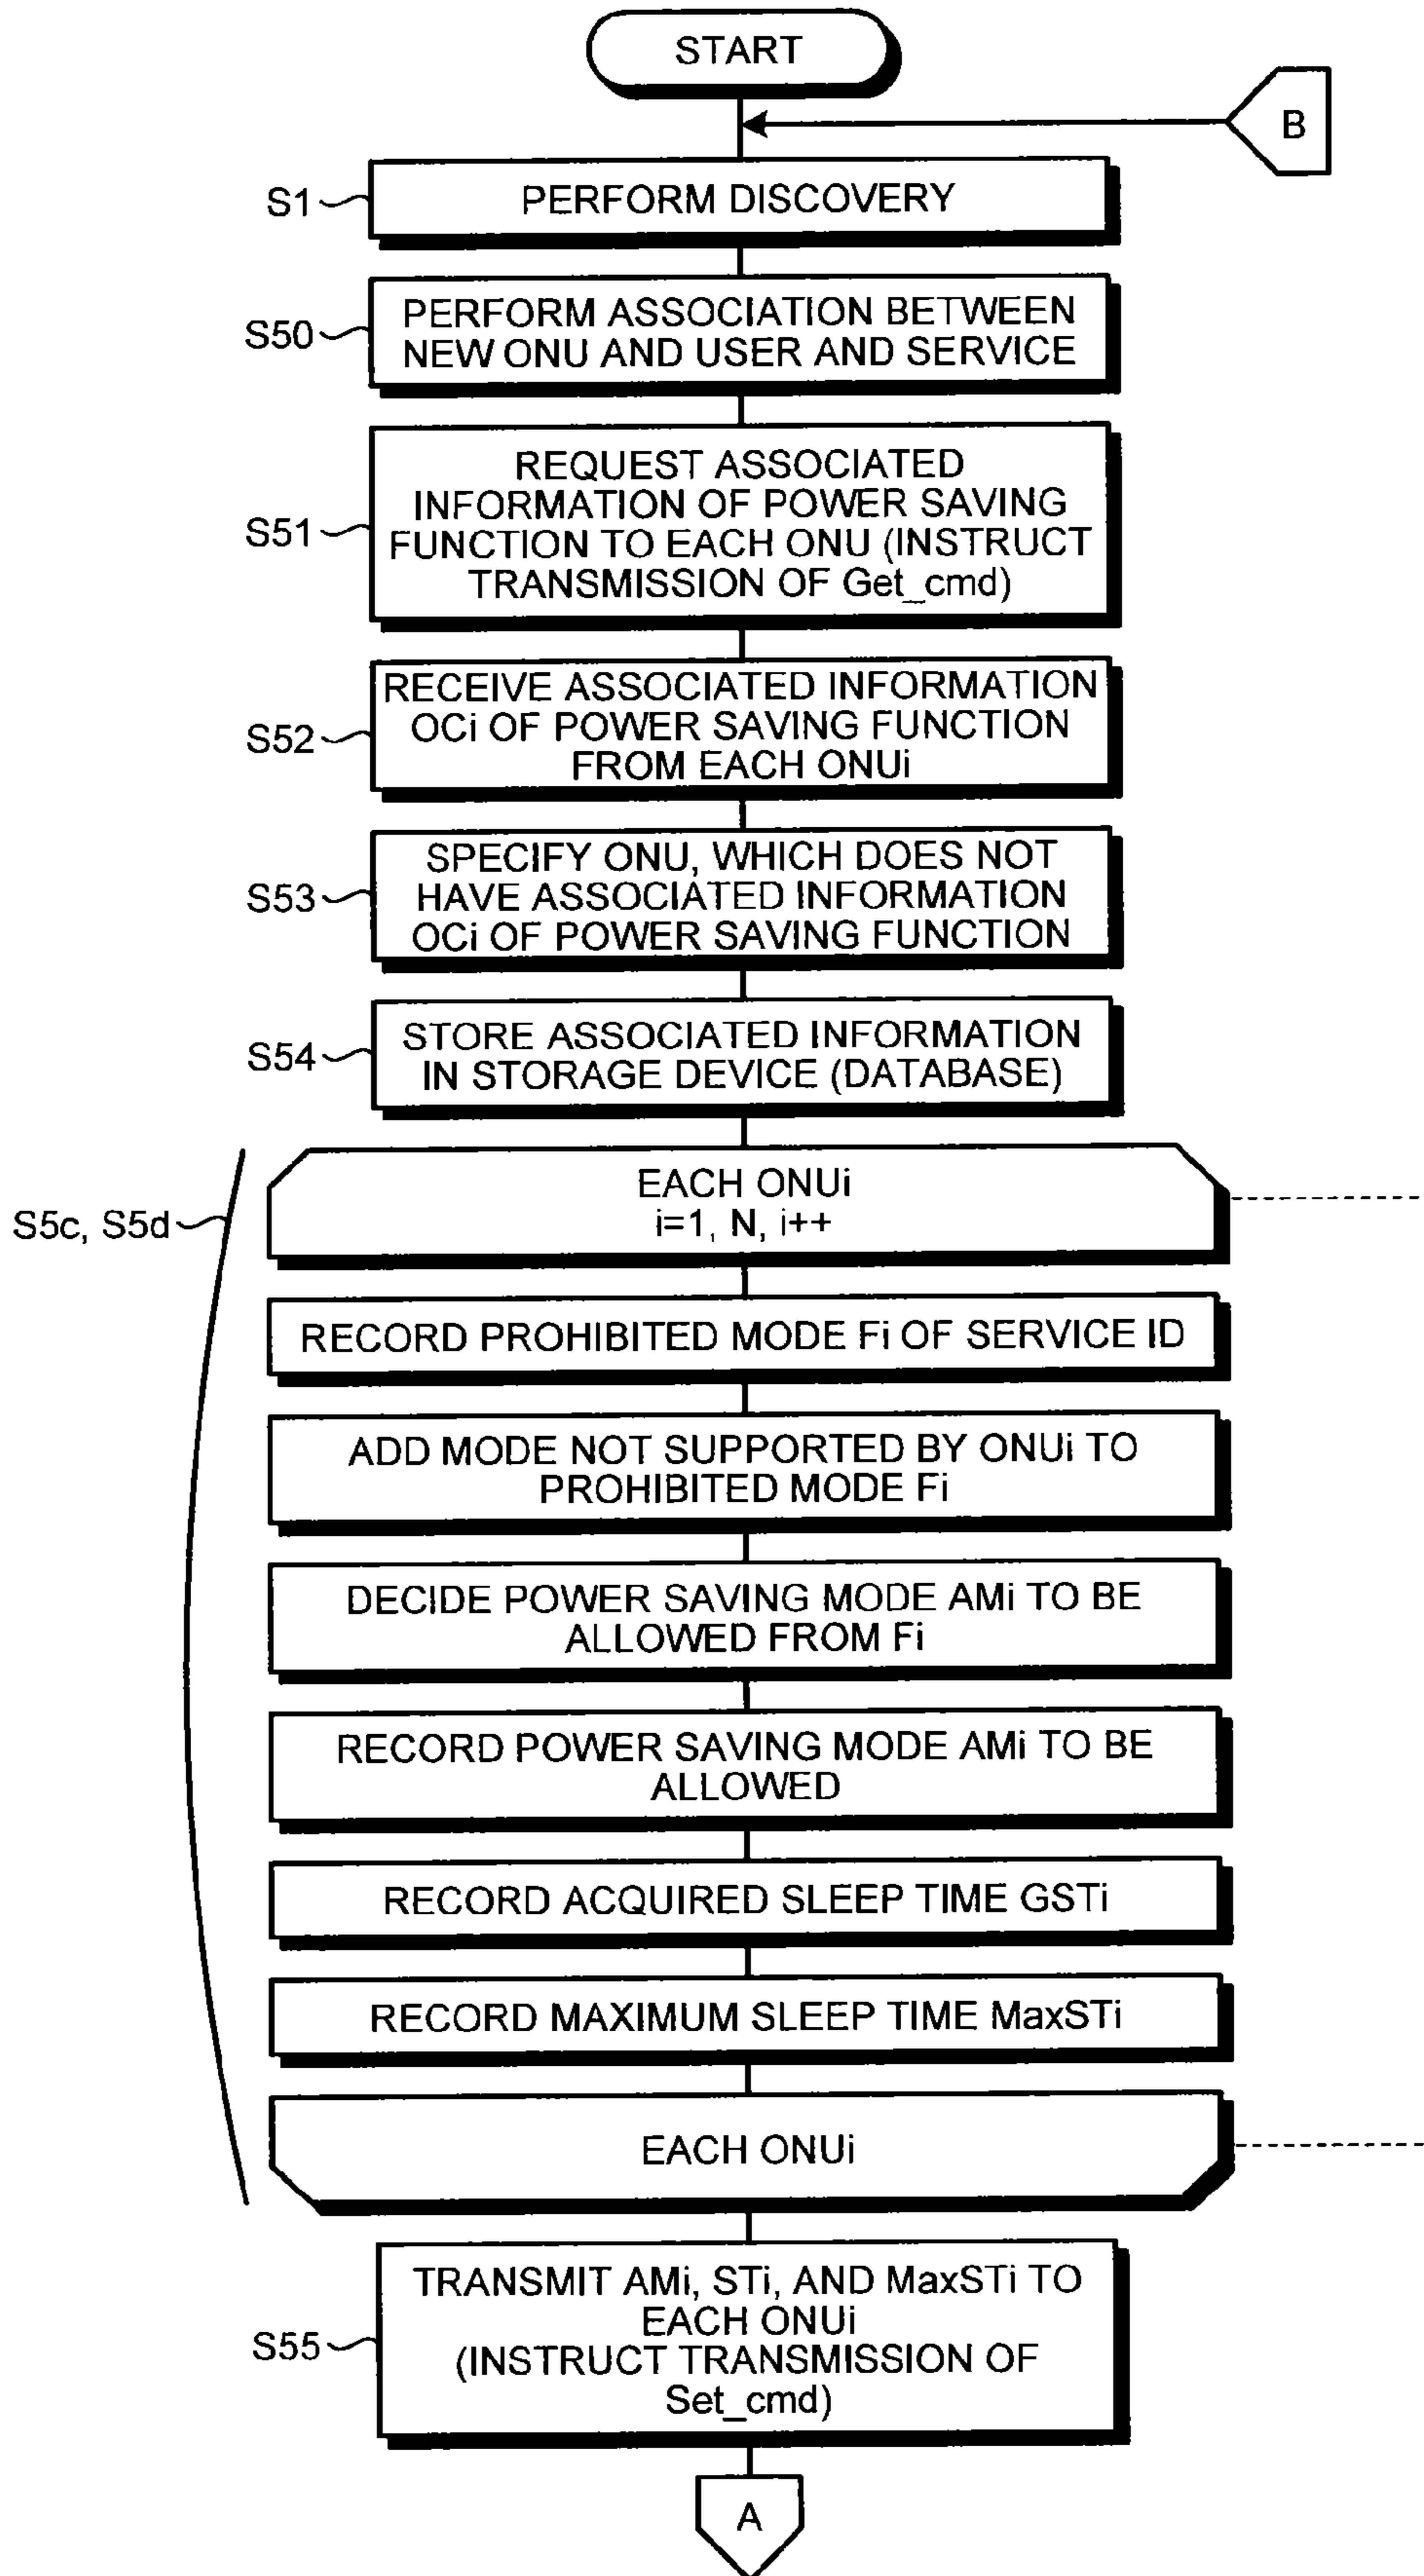 START
B
S1
PERFORM DISCOVERY
S50
PERFORM ASSOCIATION BETWEEN
NEW ONU AND USER AND SERVICE
S51
REQUEST ASSOCIATED
INFORMATION OF POWER SAVING
FUNCTION TO EACH ONU (INSTRUCT
TRANSMISSION OF Get_cmd)
S52
RECEIVE ASSOCIATED INFORMATION
OCi OF POWER SAVING FUNCTION
FROM EACH ONUi
S53
SPECIFY ONU, WHICH DOES NOT
HAVE ASSOCIATED INFORMATION
OCi OF POWER SAVING FUNCTION
S54
STORE ASSOCIATED INFORMATION
IN STORAGE DEVICE (DATABASE)
S5c, S5d
EACH ONUi
i=1, N, i++
RECORD PROHIBITED MODE Fi OF SERVICE ID
ADD MODE NOT SUPPORTED BY ONUi TO
PROHIBITED MODE Fi
DECIDE POWER SAVING MODE AMi TO BE
ALLOWED FROM Fi
RECORD POWER SAVING MODE AMi TO BE
ALLOWED
RECORD ACQUIRED SLEEP TIME GSTi
RECORD MAXIMUM SLEEP TIME MaxSTi
EACH ONUi
S55
TRANSMIT AMi, STi, AND MaxSTi TO
EACH ONUi
(INSTRUCT TRANSMISSION OF
Set_cmd)
A